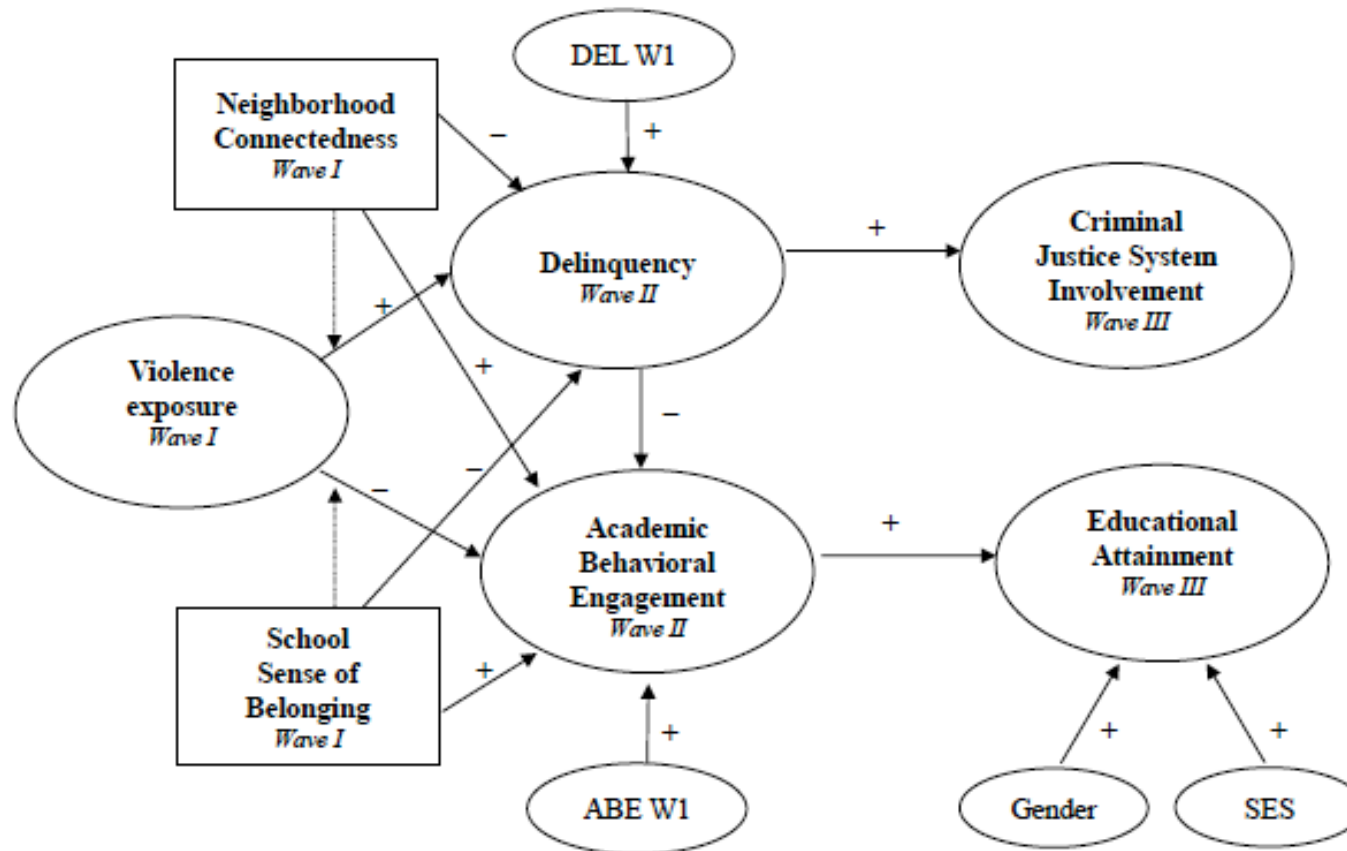 DEL W1
Neighborhood
Connectedness
Wave I
−
+
Delinquency
Wave II
+
Criminal
Justice System
Involvement
Wave III
+
+
Violence
exposure
Wave I
−
−
−
Academic
Behavioral
Engagement
Wave II
+
Educational
Attainment
Wave III
School
Sense of
Belonging
Wave I
+
+
ABE W1
+
Gender
+
SES